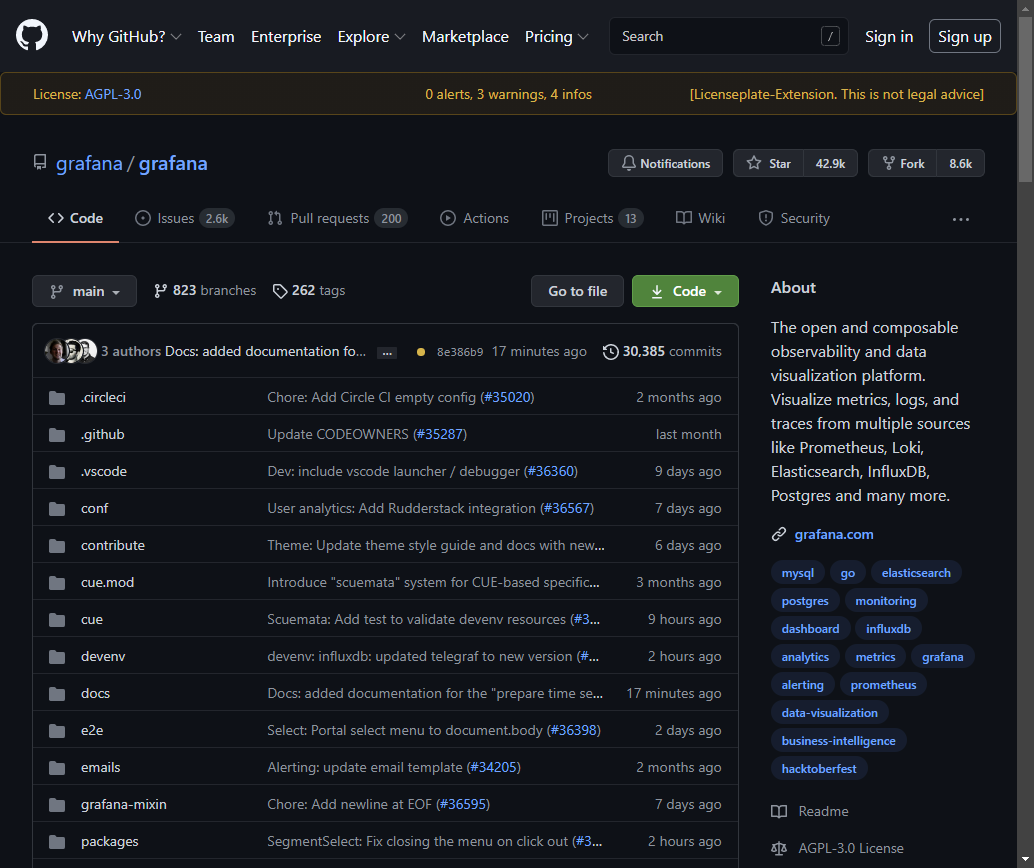 Why GitHub? Team Enterprise Explore Marketplace Pricing Search / Sign in Sign up
License: AGPL-3.0 0 alerts, 3 warnings, 4 infos [Licenseplate-Extension. This is not legal advice]
grafana / grafana Notifications Star 42.9k Fork 8.6k
Code Issues 2.6k Pull requests 200 Actions Projects 13 Wiki Security ...
main 823 branches 262 tags Go to file Code
3 authors Docs: added documentation fo... ... 8e386b9 17 minutes ago 30,385 commits
.circleci Chore: Add Circle CI empty config (#35020) 2 months ago
.github Update CODEOWNERS (#35287) last month
.vscode Dev: include vscode launcher / debugger (#36360) 9 days ago
conf User analytics: Add Rudderstack integration (#36567) 7 days ago
contribute Theme: Update theme style guide and docs with new... 6 days ago
cue.mod Introduce "scuemata" system for CUE-based specific... 3 months ago
cue Scuemata: Add test to validate devenv resources (#3... 9 hours ago
devenv devenv: influxdb: updated telegraf to new version (#... 2 hours ago
docs Docs: added documentation for the "prepare time se... 17 minutes ago
e2e Select: Portal select menu to document.body (#36398) 2 days ago
emails Alerting: update email template (#34205) 2 months ago
grafana-mixin Chore: Add newline at EOF (#36595) 7 days ago
packages SegmentSelect: Fix closing the menu on click out (#3... 2 hours ago
About
The open and composable
observability and data
visualization platform.
Visualize metrics, logs, and
traces from multiple sources
like Prometheus, Loki,
Elasticsearch, InfluxDB,
Postgres and many more.
grafana.com
mysql go elasticsearch
postgres monitoring
dashboard influxdb
analytics metrics grafana
alerting prometheus
data-visualization
business-intelligence
hacktoberfest
Readme
AGPL-3.0 License